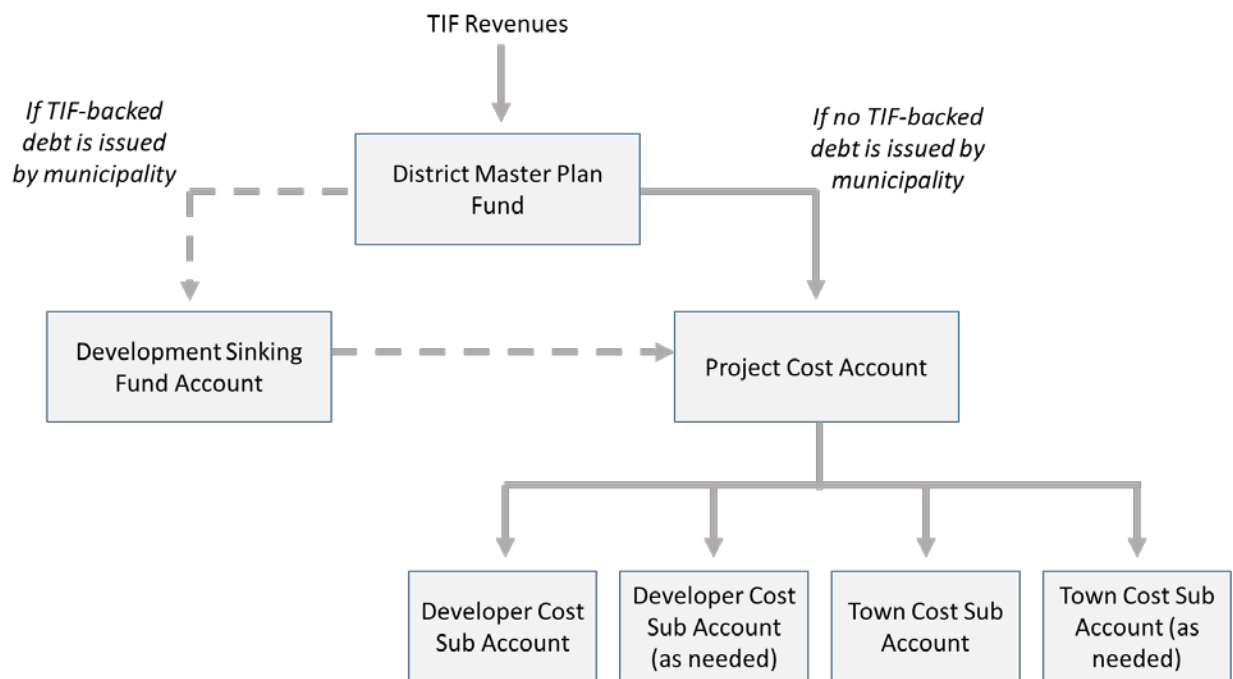 TIF Revenues
If TIF-backed
debt is issued
by municipality
If no TIF-backed
debt is issued by
municipality
District Master Plan
Fund
Development Sinking
Fund Account
Project Cost Account
Developer Cost
Sub Account
Developer Cost
Sub Account
(as needed)
Town Cost Sub
Account
Town Cost Sub
Account (as
needed)